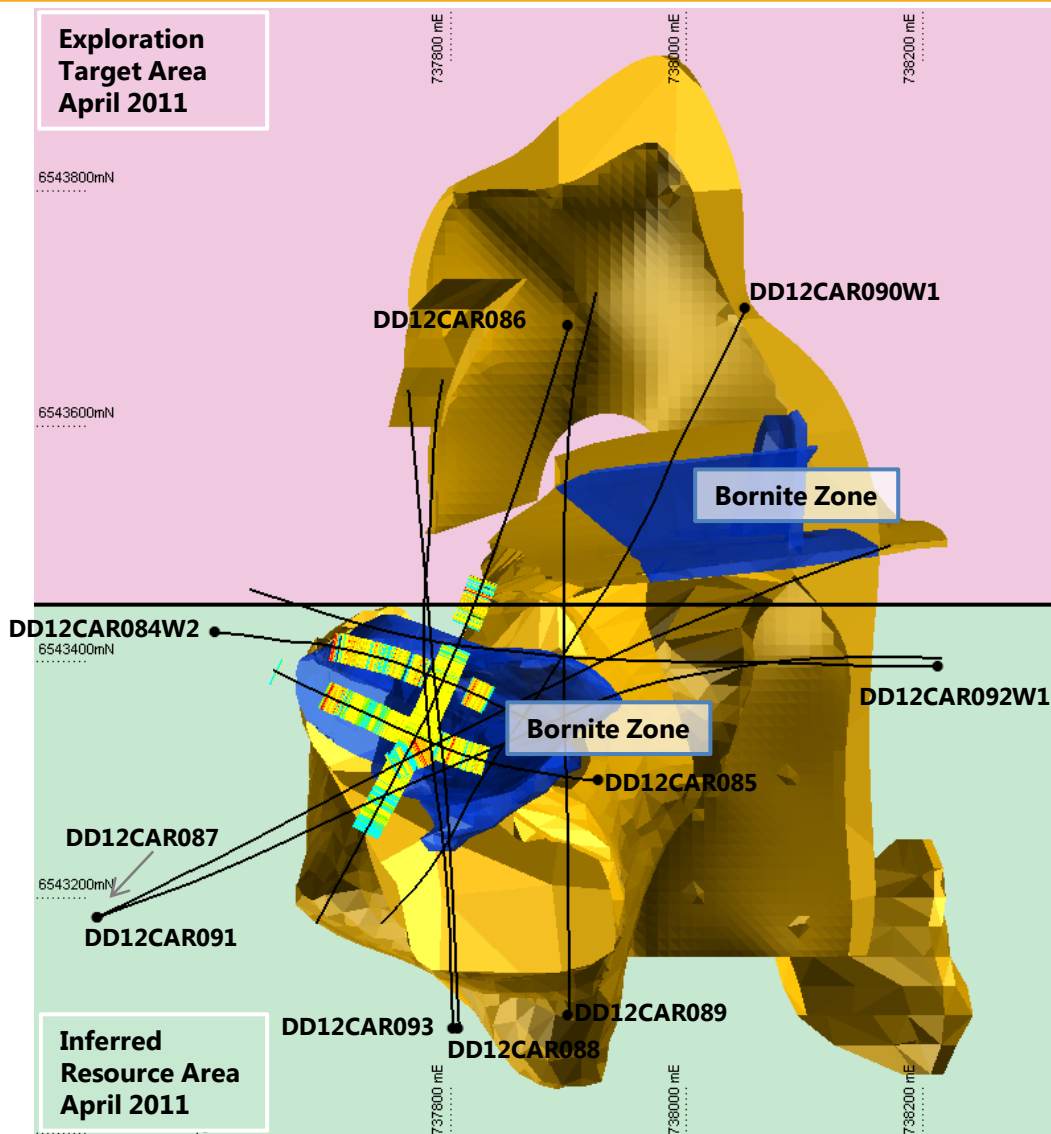 Exploration
Target Area
April 2011
737800 mE
738000 mE
738200 mE
6543800mN
DD12CAR090W1
DD12CAR086
6543600mN
Bornite Zone
DD12CAR084W2
6543400mN
DD12CAR092W1
Bornite Zone
DD12CAR085
DD12CAR087
6543200mN
DD12CAR091
DD12CAR093
DD12CAR089
DD12CAR088
Inferred
Resource Area
April 2011
737800 mE
738000 mE
738200 mE